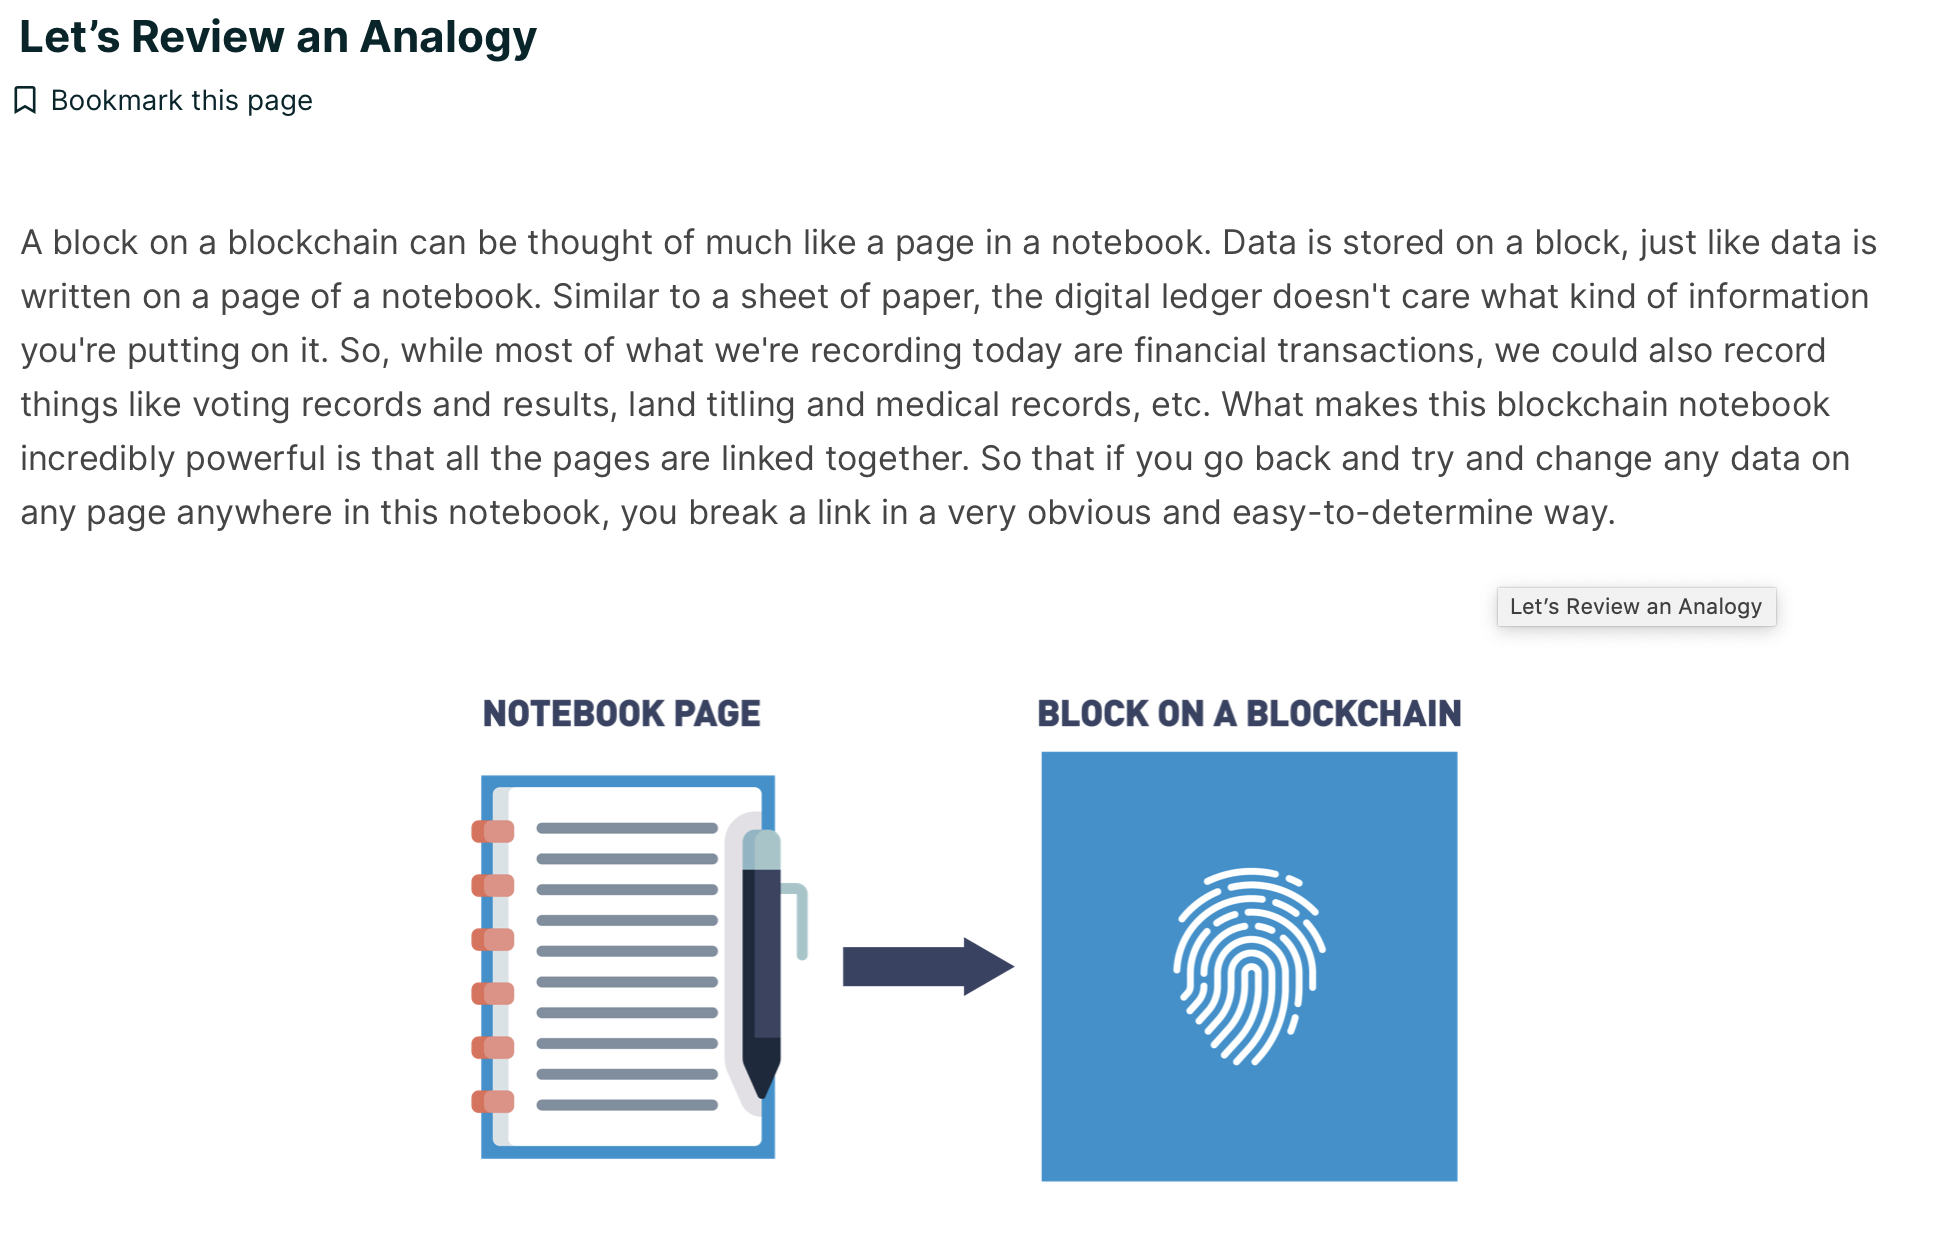 Let’s Review an Analogy
Bookmark this page
A block on a blockchain can be thought of much like a page in a notebook. Data is stored on a block, just like data is
written on a page of a notebook. Similar to a sheet of paper, the digital ledger doesn't care what kind of information
you're putting on it. So, while most of what we're recording today are financial transactions, we could also record
things like voting records and results, land titling and medical records, etc. What makes this blockchain notebook
incredibly powerful is that all the pages are linked together. So that if you go back and try and change any data on
any page anywhere in this notebook, you break a link in a very obvious and easy-to-determine way.
Let’s Review an Analogy
NOTEBOOK PAGE
BLOCK ON A BLOCKCHAIN